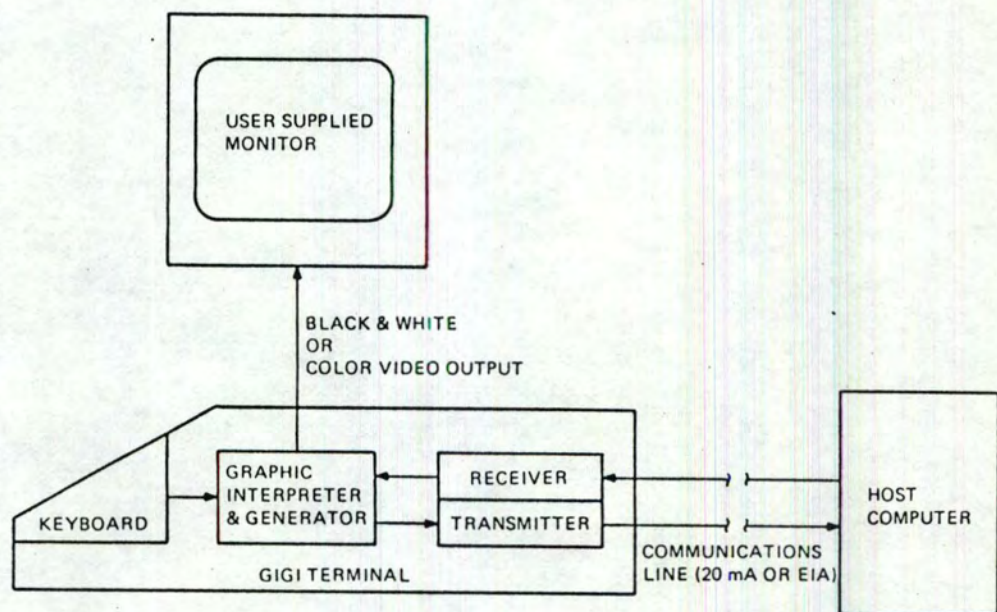 USER SUPPLIED
MONITOR
BLACK & WHITE
OR
COLOR VIDEO OUTPUT
KEYBOARD
GRAPHIC
INTERPRETER
& GENERATOR
RECEIVER
TRANSMITTER
HOST
COMPUTER
COMMUNICATIONS
LINE (20 mA OR EIA)
GIGI TERMINAL